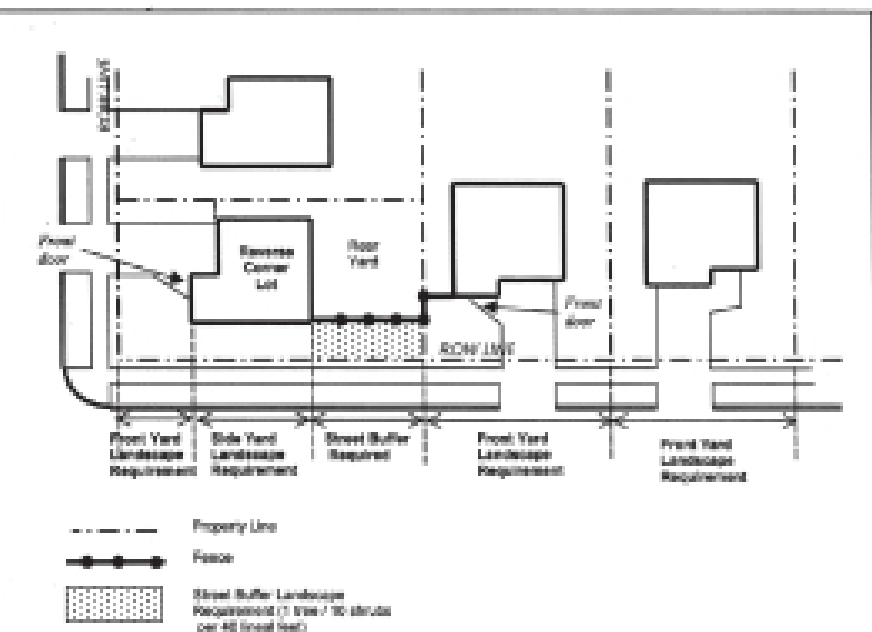 ROW LINE
Front
door
Reverse
Corner
Lot
Rear
Yard
Front
door
ROW LINE
Front Yard
Landscape
Requirement
Side Yard
Landscape
Requirement
Street Buffer
Required
Front Yard
Landscape
Requirement
Front Yard
Landscape
Requirement
Property Line
Fence
Street Buffer Landscape
Requirement (1 tree / 10 shrubs
per 40 lineal feet)